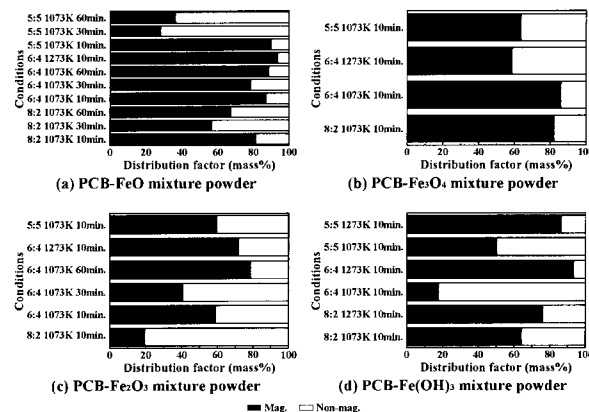 Conditions
5:5 1073K 60min.
5:5 1073K 30min.
5:5 1073K 10min.
6:4 1273K 10min.
6:4 1073K 60min.
6:4 1073K 30min.
6:4 1073K 10min.
8:2 1073K 60min.
8:2 1073K 30min.
8:2 1073K 10min.
0 20 40 60 80 100
Distribution factor (mass%)
(a) PCB-FeO mixture powder
Conditions
5:5 1073K 10min.
6:4 1273K 10min.
6:4 1073K 10min.
8:2 1073K 10min.
0 20 40 60 80 100
Distribution factor (mass%)
(b) PCB-Fe₃O₄ mixture powder
Conditions
5:5 1073K 10min.
6:4 1273K 10min.
6:4 1073K 60min.
6:4 1073K 30min.
6:4 1073K 10min.
8:2 1073K 10min.
0 20 40 60 80 100
Distribution factor (mass%)
(c) PCB-Fe₂O₃ mixture powder
Conditions
5:5 1273K 10min.
5:5 1073K 10min.
6:4 1273K 10min.
6:4 1073K 10min.
8:2 1273K 10min.
8:2 1073K 10min.
0 20 40 60 80 100
Distribution factor (mass%)
(d) PCB-Fe(OH)₃ mixture powder
Mag. Non-mag.